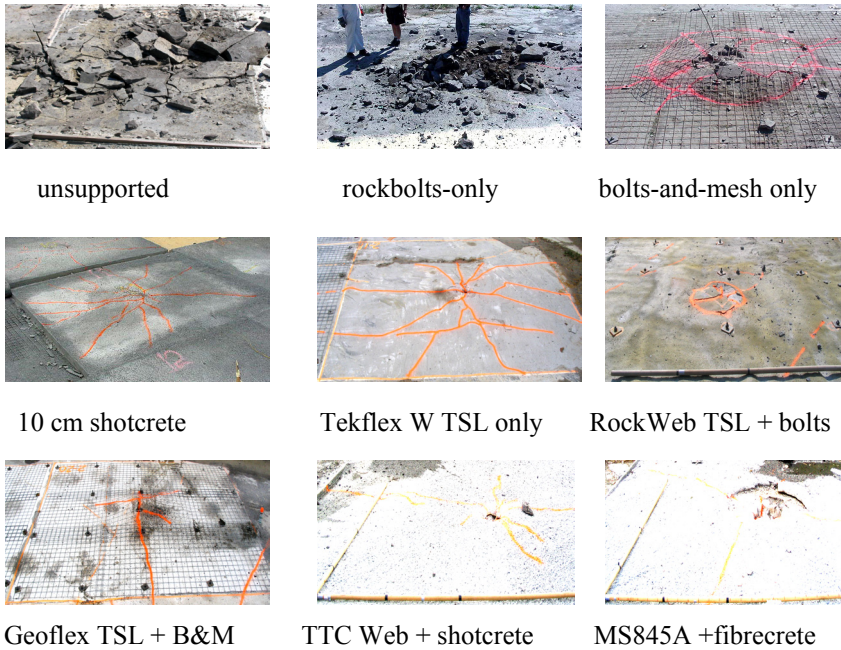 unsupported
rockbolts-only
bolts-and-mesh only
10 cm shotcrete
Tekflex W TSL only
RockWeb TSL + bolts
Geoflex TSL + B&M
TTC Web + shotcrete
MS845A +fibrecrete